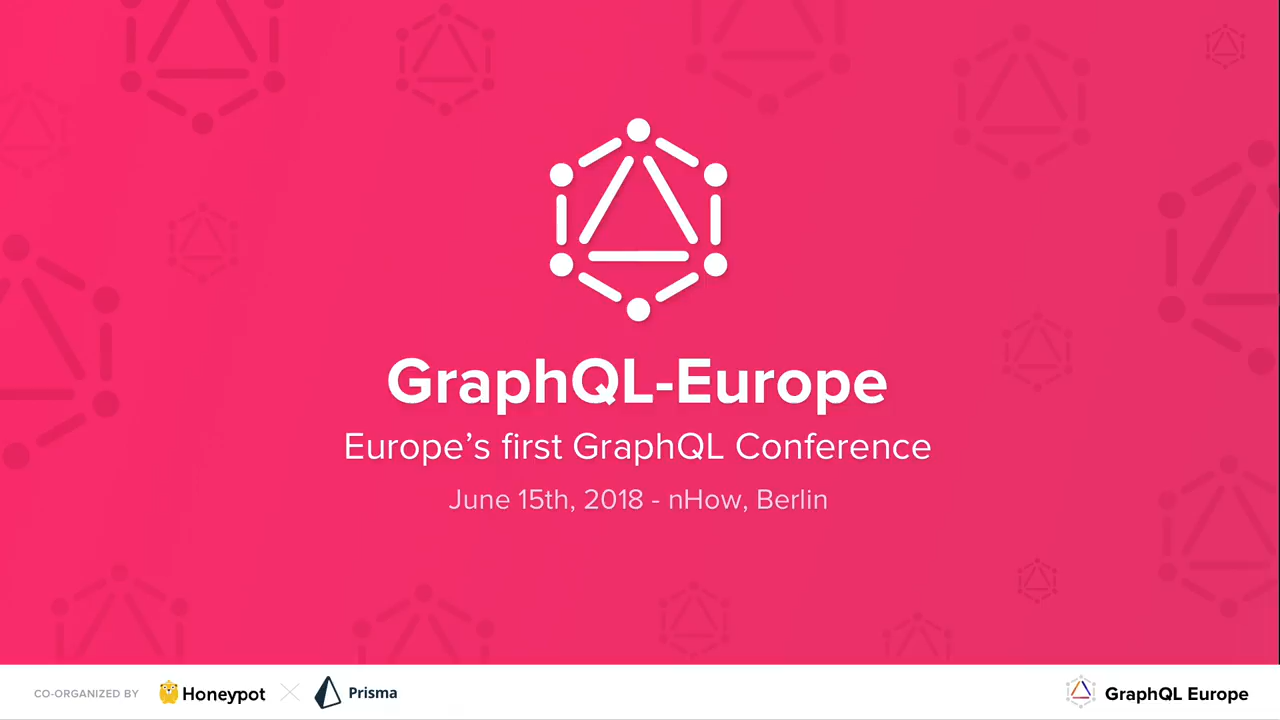 GraphQL-Europe
Europe’s first GraphQL Conference
June 15th, 2018 - nHow, Berlin
CO-ORGANIZED BY Honeypot Prisma GraphQL Europe